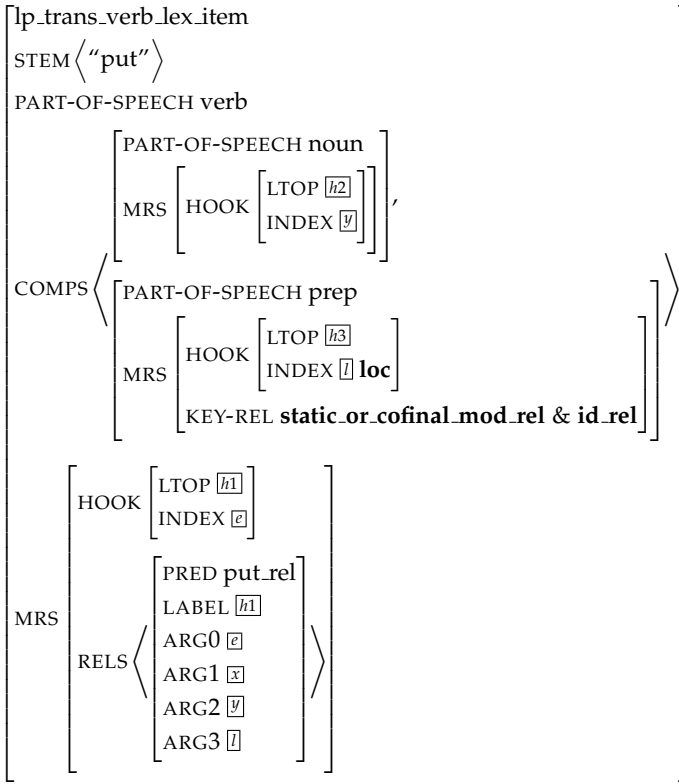 lp_trans_verb_lex_item
STEM ⟨“put”⟩
PART-OF-SPEECH verb
PART-OF-SPEECH noun
LTOP h2
MRS HOOK
INDEX y ,
COMPS
PART-OF-SPEECH prep
LTOP h3
HOOK
INDEX l loc
MRS
KEY-REL static_or_cofinal_mod_rel & id_rel
LTOP h1
HOOK
INDEX e
PRED put_rel
LABEL h1
MRS
ARG0 e
RELS
ARG1 x
ARG2 y
ARG3 l